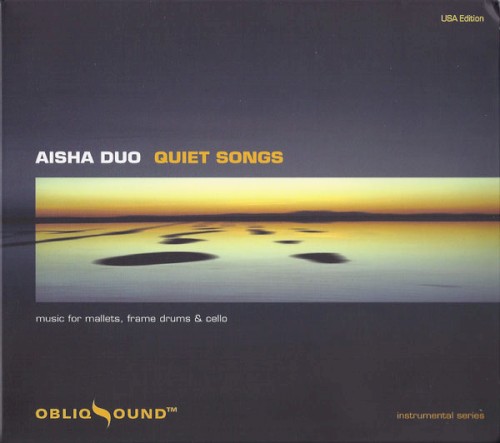 USA Edition
AISHA DUO QUIET SONGS
music for mallets, frame drums & cello
OBLIQSOUND™
instrumental series